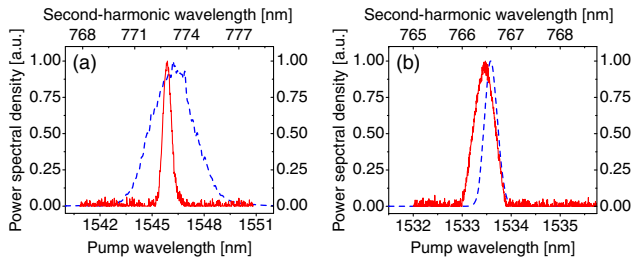 Second-harmonic wavelength [nm] Second-harmonic wavelength [nm]
768 771 774 777 765 766 767 768
Power spectral density [a.u.]
(a)
1.00 1.00
0.75 0.75
0.50 0.50
0.25 0.25
0.00 0.00
1542 1545 1548 1551
Pump wavelength [nm]
Power sepctral density [a.u.]
(b)
1.00 1.00
0.75 0.75
0.50 0.50
0.25 0.25
0.00 0.00
1532 1533 1534 1535
Pump wavelength [nm]